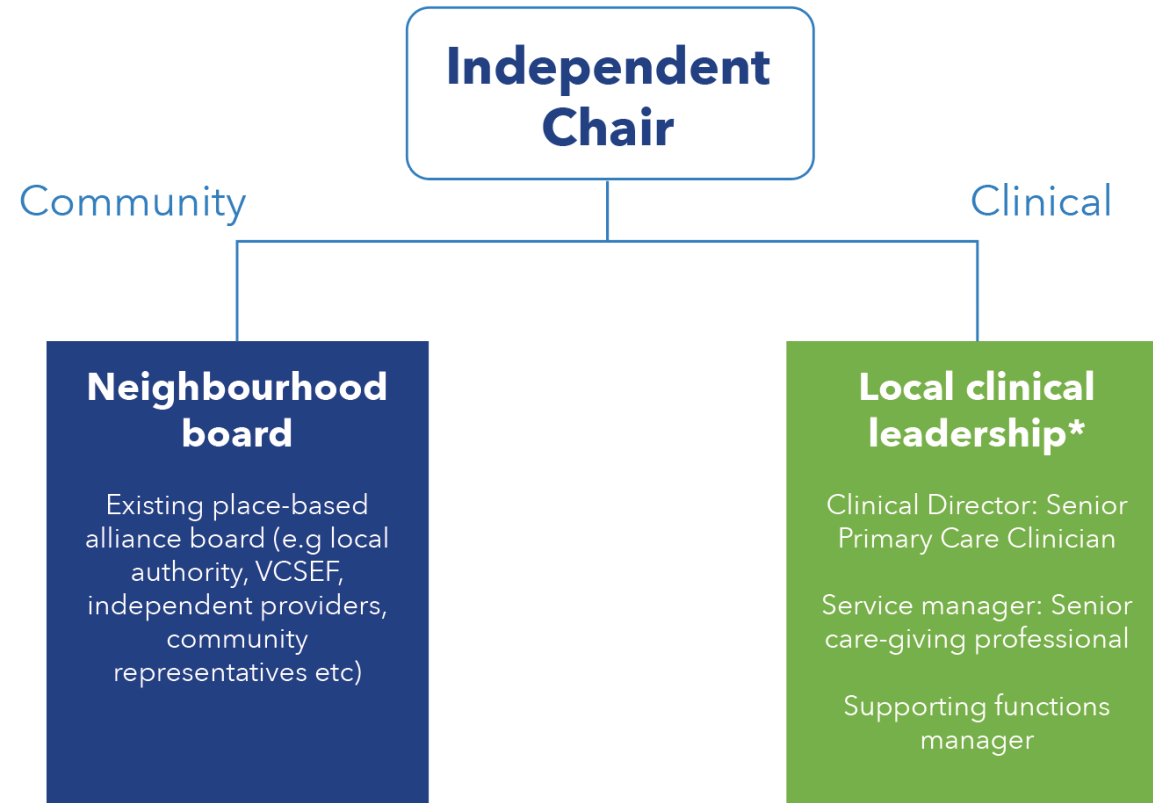 Independent
Chair
Community
Clinical
Neighbourhood
board
Existing place-based
alliance board (e.g local
authority, VCSEF,
independent providers,
community
representatives etc)
Local clinical
leadership*
Clinical Director: Senior
Primary Care Clinician
Service manager: Senior
care-giving professional
Supporting functions
manager